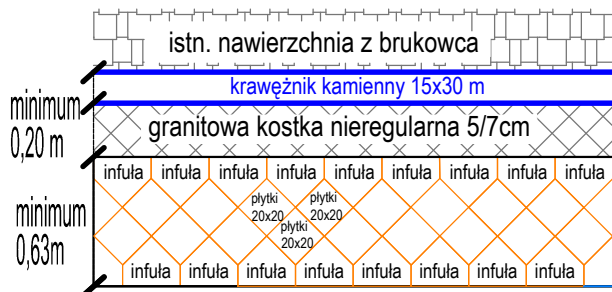 istn. nawierzchnia z brukowca
krawężnik kamienny 15x30 m
minimum
0,20 m
granitowa kostka nieregularna 5/7cm
infuła infuła infuła infuła infuła infuła infuła infuła infuła
płytki
20x20
płytki
20x20
płytki
20x20
minimum
0,63m
infuła infuła infuła infuła infuła infuła infuła infuła